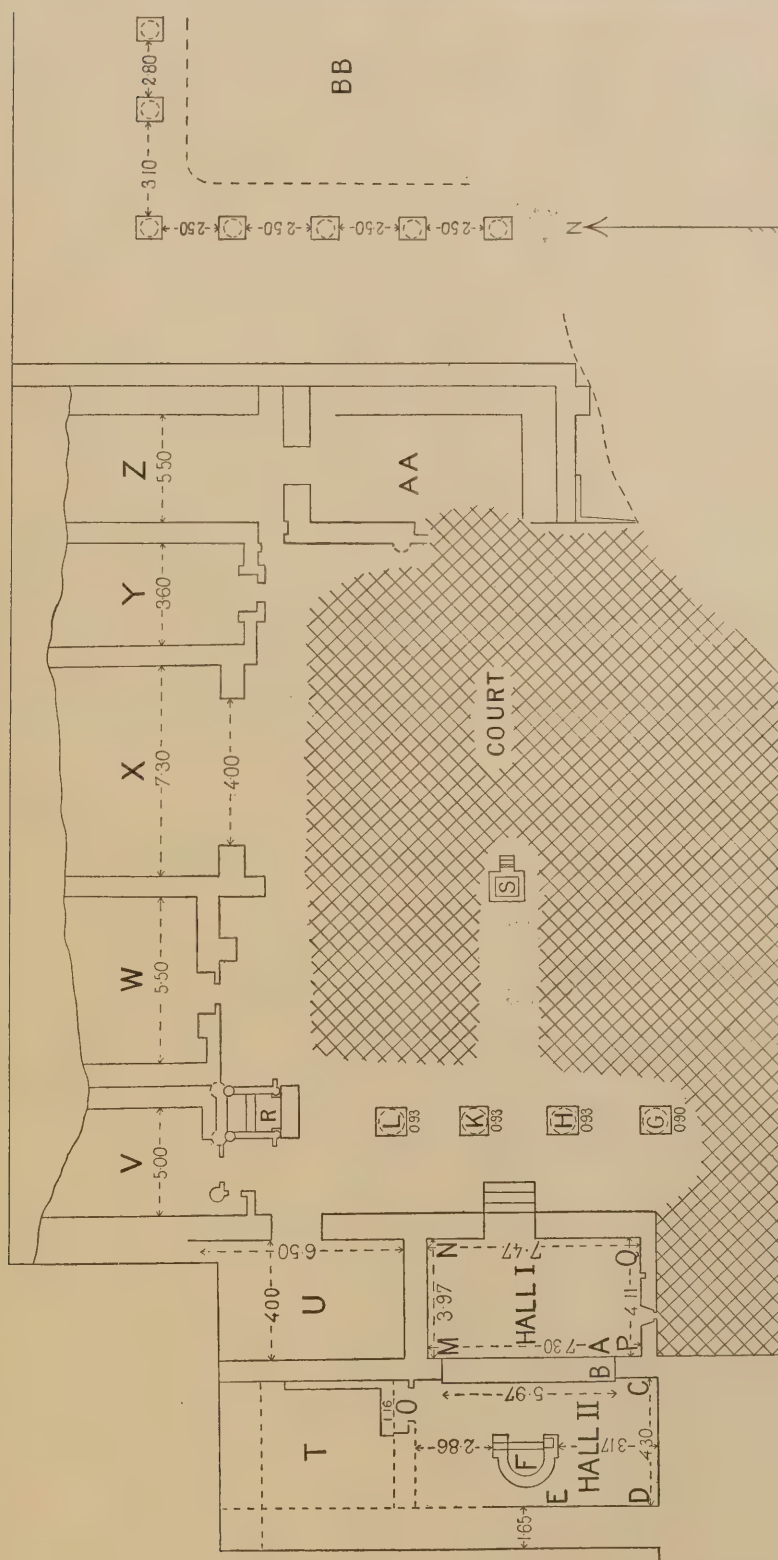 2·80
3·10
BB
2·50
2·50
2·50
2·50
N
Z
5·50
Y
3·60
X
7·30
4·00
W
5·50
V
5·00
R
AA
COURT
S
L
0·93
K
0·93
H
0·93
G
0·90
U
4·00
6·50
HALL I
M
3·97
N
7·47
7·30
A
P
4·11
Q
T
1·16
O
B
5·97
C
HALL II
2·86
F
3·17
E
D
4·30
1·65